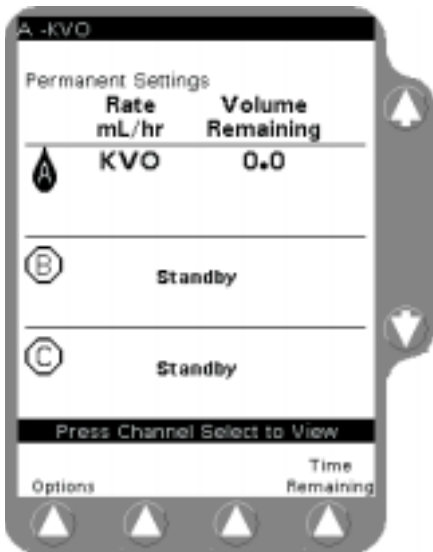 A -KVO
Permanent Settings
Rate Volume
mL/hr Remaining
A KVO 0.0
B Standby
C Standby
Press Channel Select to View
Time
Options Remaining